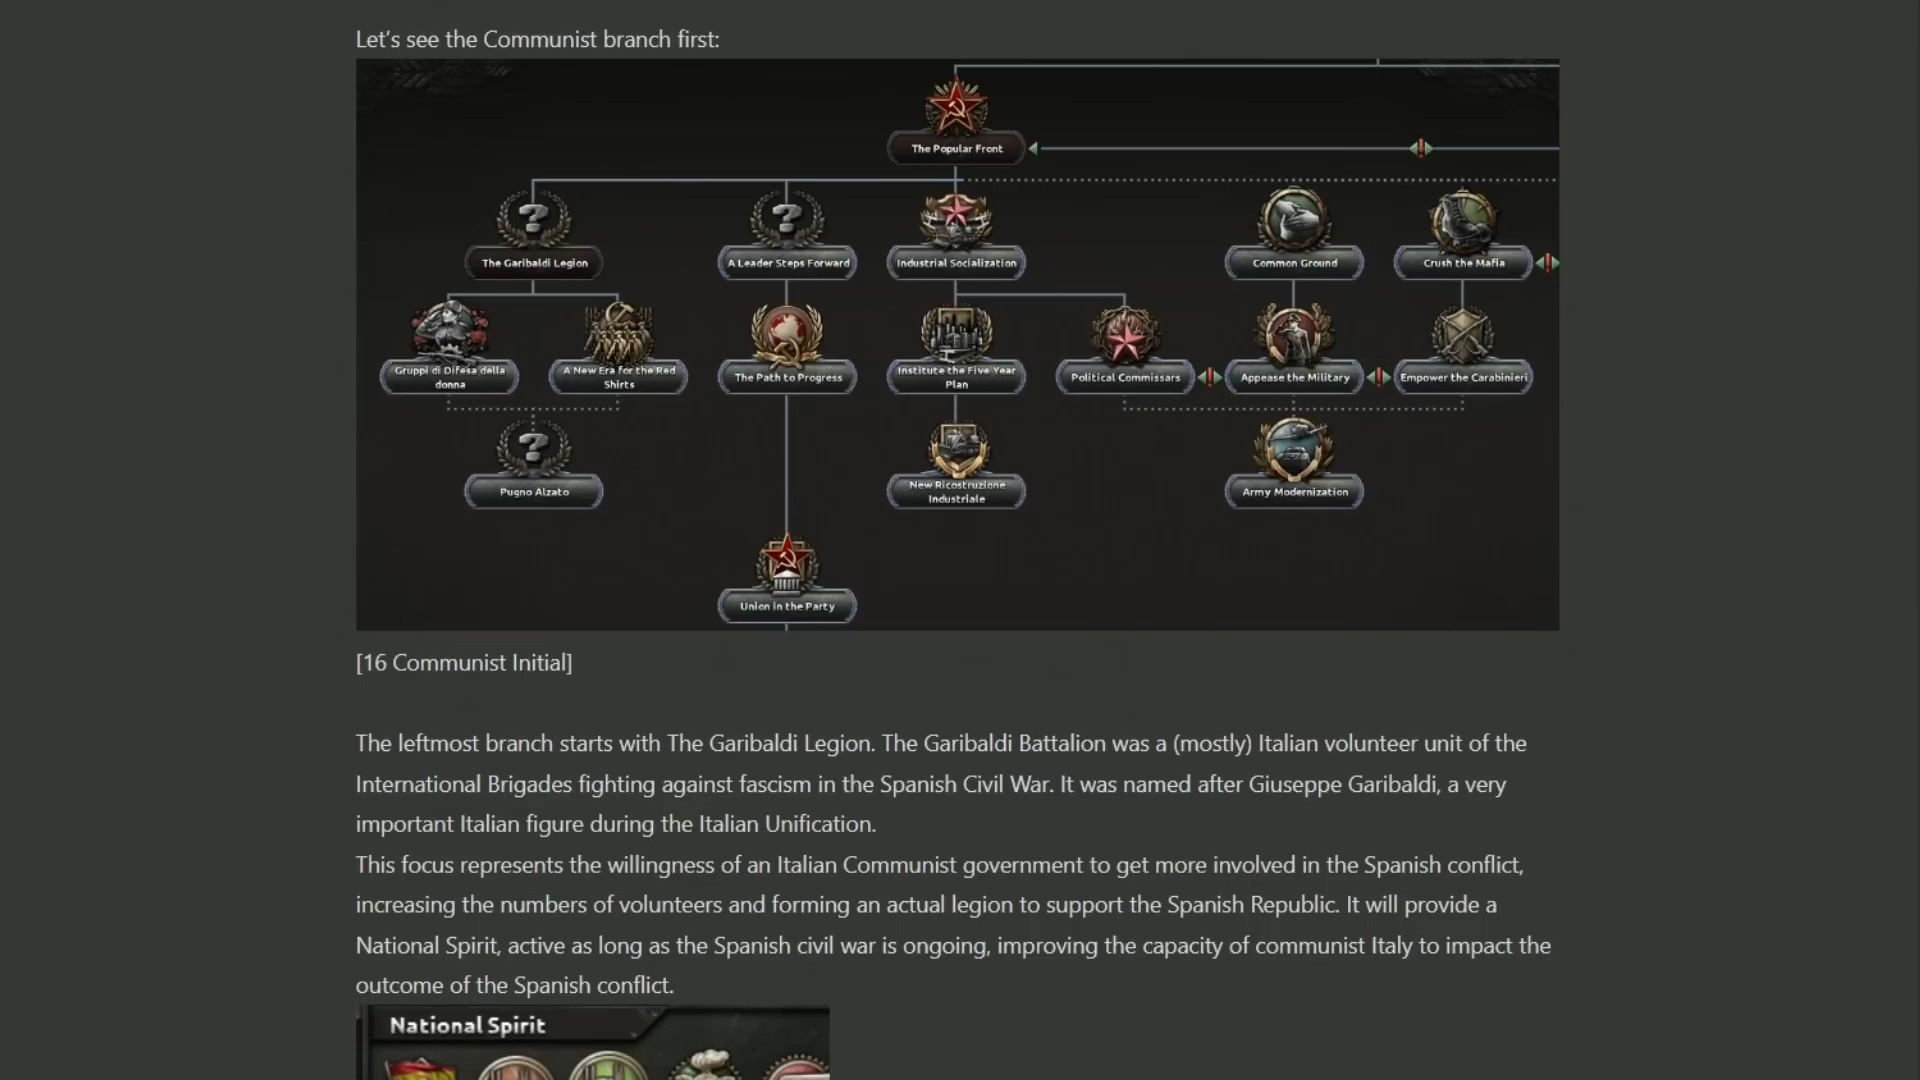 Let's see the Communist branch first:
The Popular Front
The Garibaldi Legion
A Leader Steps Forward
Industrial Socialization
Common Ground
Crush the Mafia
Gruppi di Difesa della
donna
A New Era for the Red
Shirts
The Path to Progress
Institute the Five Year
Plan
Political Commissars
Appease the Military
Empower the Carabinieri
Pugno Alzato
New Ricostruzione
Industriale
Army Modernization
Union in the Party
[16 Communist Initial]
The leftmost branch starts with The Garibaldi Legion. The Garibaldi Battalion was a (mostly) Italian volunteer unit of the
International Brigades fighting against fascism in the Spanish Civil War. It was named after Giuseppe Garibaldi, a very
important Italian figure during the Italian Unification.
This focus represents the willingness of an Italian Communist government to get more involved in the Spanish conflict,
increasing the numbers of volunteers and forming an actual legion to support the Spanish Republic. It will provide a
National Spirit, active as long as the Spanish civil war is ongoing, improving the capacity of communist Italy to impact the
outcome of the Spanish conflict.
National Spirit